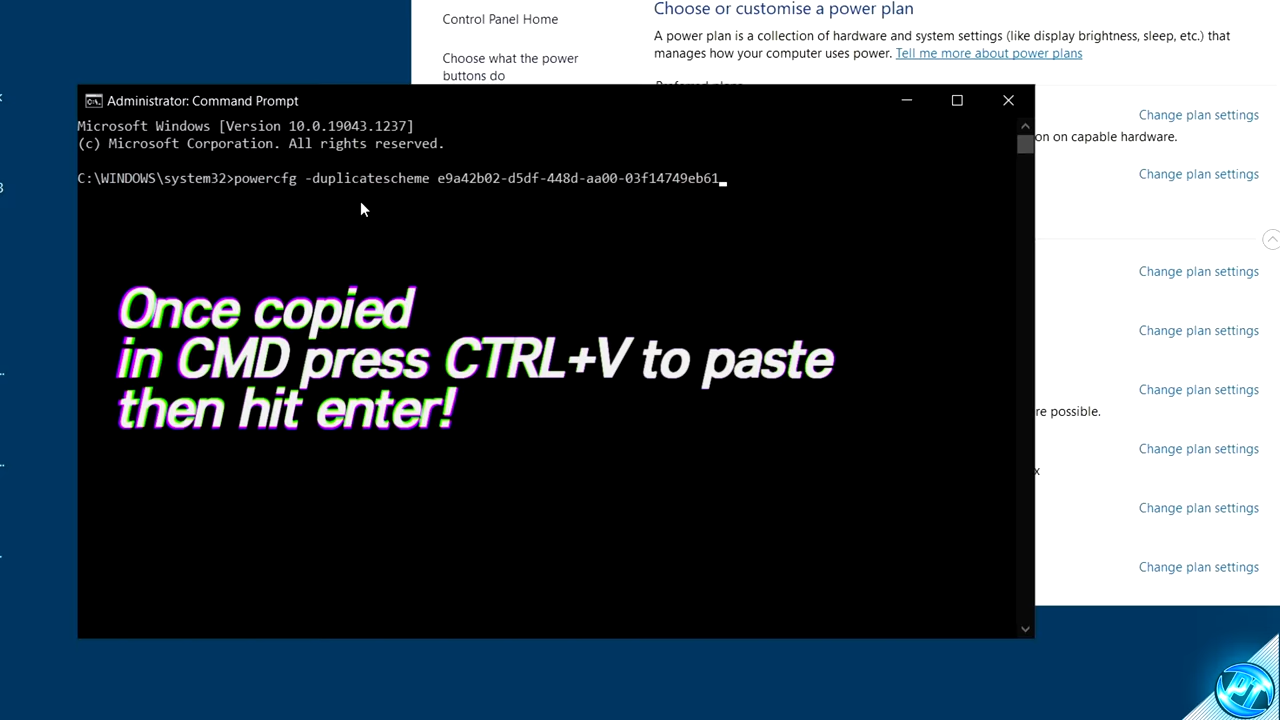 Control Panel Home
Choose what the power
buttons do
Choose or customise a power plan
A power plan is a collection of hardware and system settings (like display brightness, sleep, etc.) that
manages how your computer uses power. Tell me more about power plans
Administrator: Command Prompt
Microsoft Windows [Version 10.0.19043.1237]
(c) Microsoft Corporation. All rights reserved.
C:\WINDOWS\system32>powercfg -duplicatescheme e9a42b02-d5df-448d-aa00-03f14749eb61
Once copied
in CMD press CTRL+V to paste
then hit enter!
Change plan settings
on on capable hardware.
Change plan settings
Change plan settings
Change plan settings
Change plan settings
re possible.
Change plan settings
x
Change plan settings
Change plan settings
PT